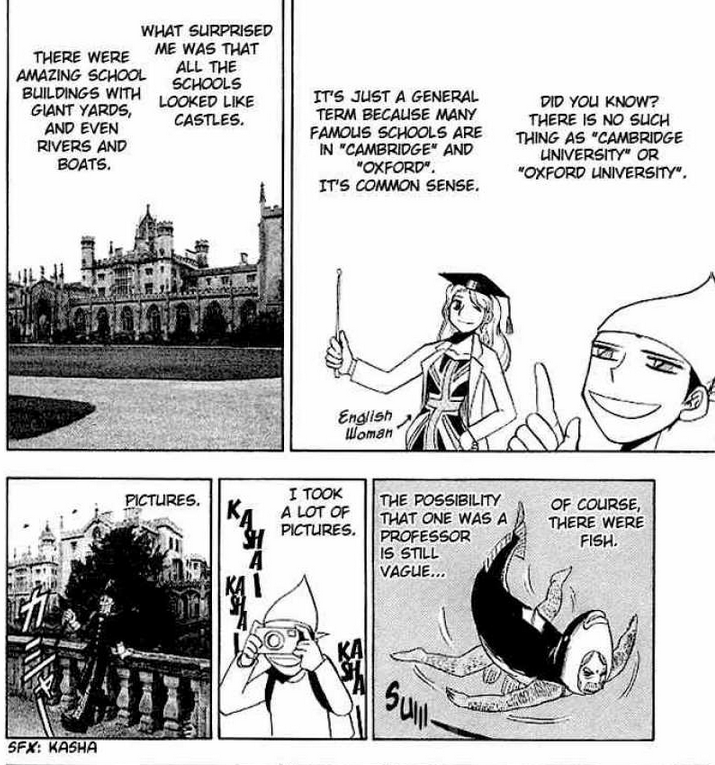 DID YOU KNOW?
THERE IS NO SUCH
THING AS "CAMBRIDGE
UNIVERSITY" OR
"OXFORD UNIVERSITY".
IT'S JUST A GENERAL
TERM BECAUSE MANY
FAMOUS SCHOOLS ARE
IN "CAMBRIDGE" AND
"OXFORD".
IT'S COMMON SENSE.
English
Woman
WHAT SURPRISED
ME WAS THAT
ALL THE
SCHOOLS
LOOKED LIKE
CASTLES.
THERE WERE
AMAZING SCHOOL
BUILDINGS WITH
GIANT YARDS,
AND EVEN
RIVERS AND
BOATS.
OF COURSE,
THERE WERE
FISH.
THE POSSIBILITY
THAT ONE WAS A
PROFESSOR
IS STILL
VAGUE...
SUIII
I TOOK
A LOT OF
PICTURES.
KASHA!
KASHA!
KASHA!
PICTURES.
カシャ
SFX: KASHA